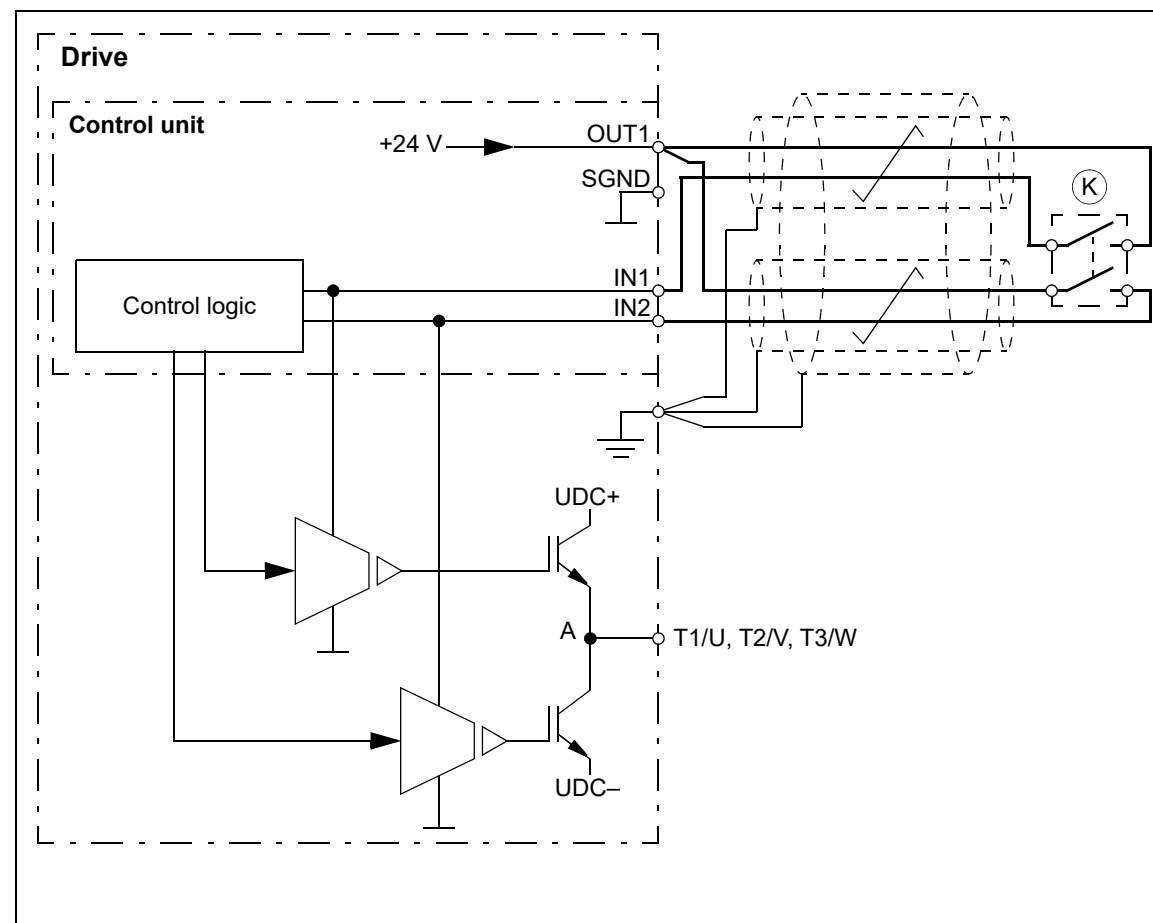 Drive
Control unit
+24 V
OUT1
SGND
K
IN1
Control logic
IN2
UDC+
A
T1/U, T2/V, T3/W
UDC–